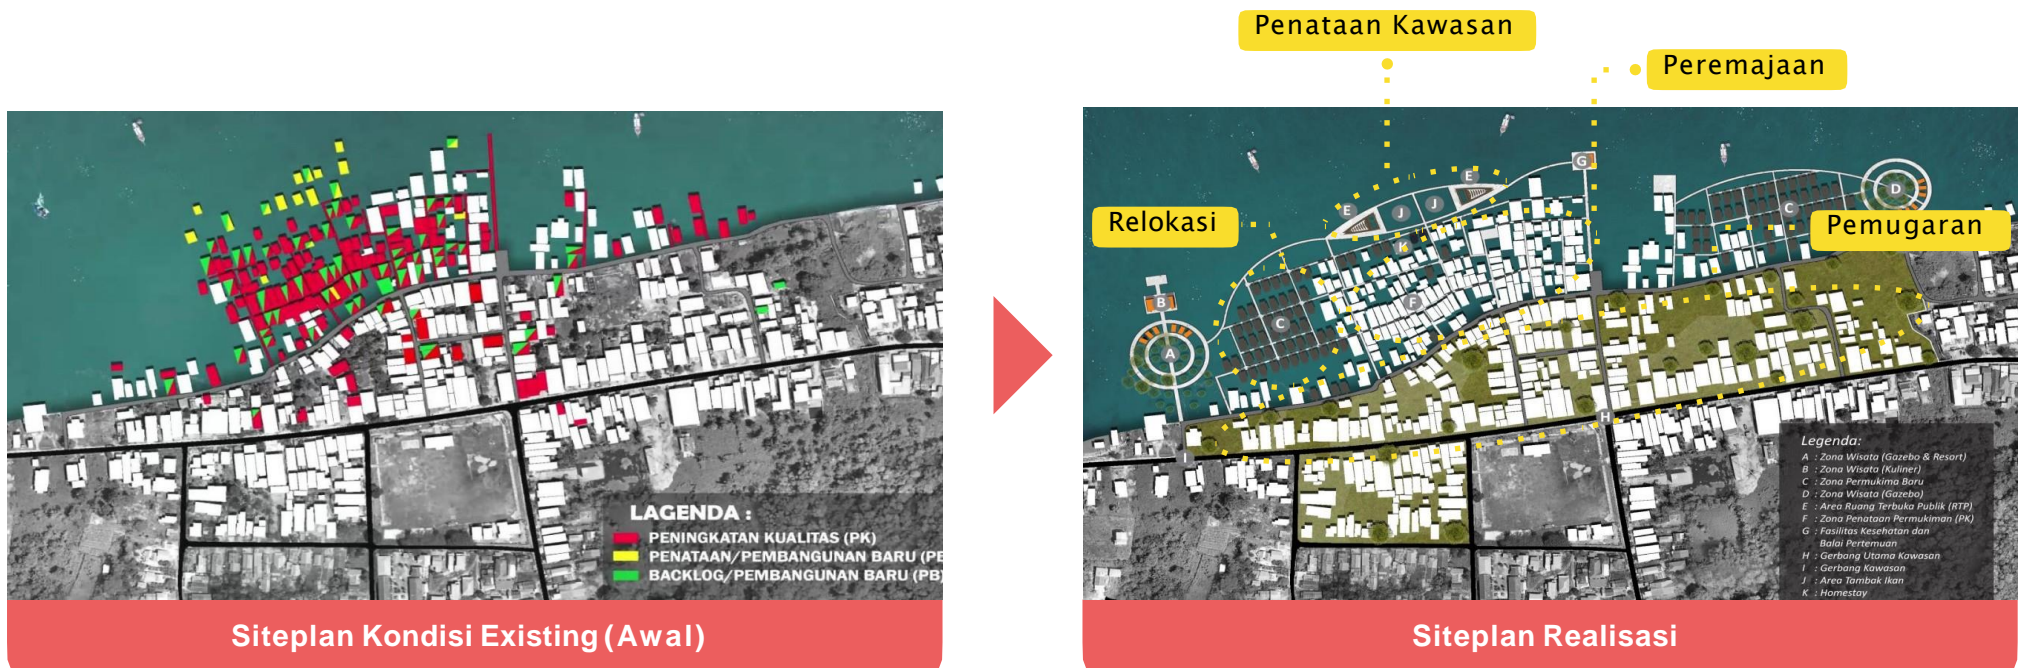 Penataan Kawasan
Peremajaan
Relokasi
Pemugaran
LAGENDA :
PENINGKATAN KUALITAS (PK)
PENATAAN/PEMBANGUNAN BARU (PE
BACKLOG/PEMBANGUNAN BARU (PB)
Siteplan Kondisi Existing (Awal)
E
E
G
J
J
K
C
D
B
A
C
F
H
I
Legenda:
A : Zona Wisata (Gazebo & Resort)
B : Zona Wisata (Kuliner)
C : Zona Permukima Baru
D : Zona Wisata (Gazebo)
E : Area Ruang Terbuka Publik (RTP)
F : Zona Penataan Permukiman (PK)
G : Fasilitas Kesehatan dan
Balai Pertemuan
H : Gerbang Utama Kawasan
I : Gerbang Kawasan
J : Area Tambak Ikan
K : Homestay
Siteplan Realisasi